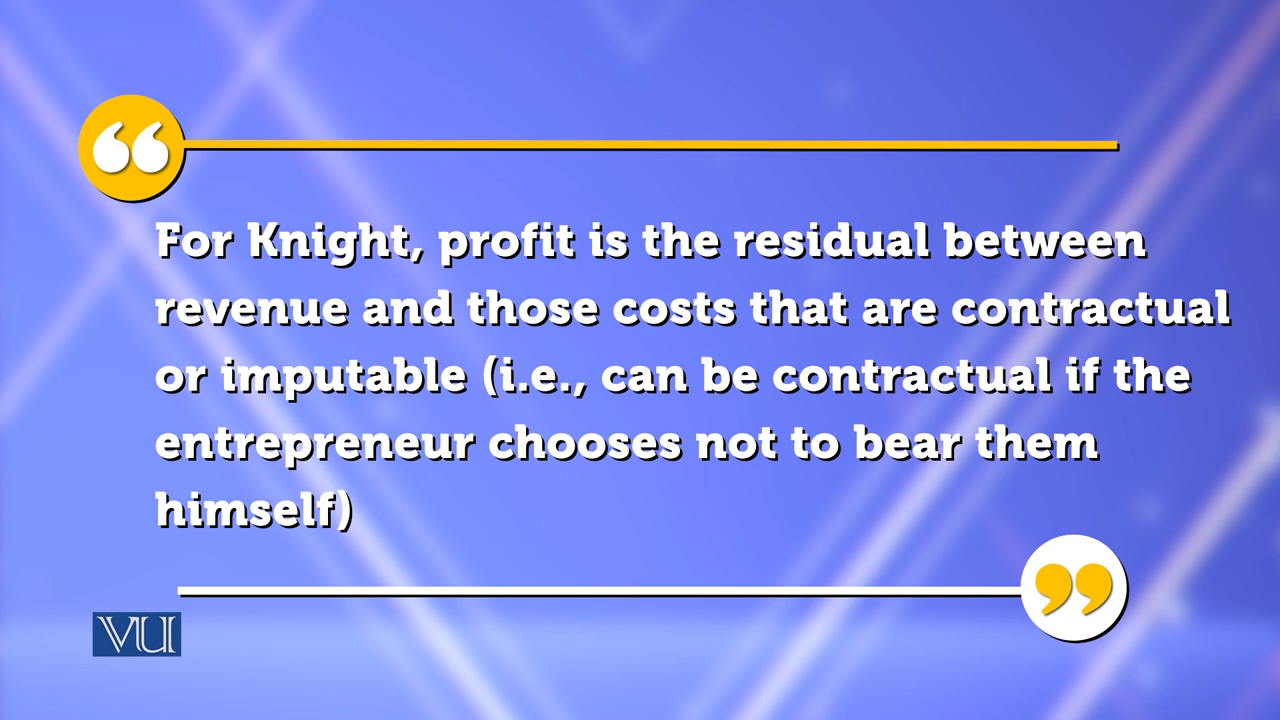 For Knight, profit is the residual between
revenue and those costs that are contractual
or imputable (i.e., can be contractual if the
entrepreneur chooses not to bear them
himself)
VU